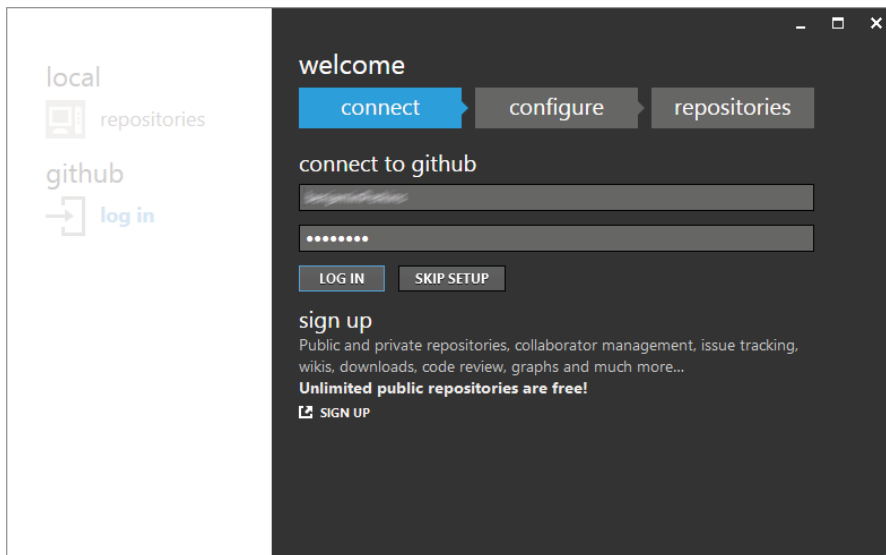 local
repositories
github
log in
welcome
connect
configure
repositories
connect to github
LOG IN
SKIP SETUP
sign up
Public and private repositories, collaborator management, issue tracking,
wikis, downloads, code review, graphs and much more...
Unlimited public repositories are free!
SIGN UP